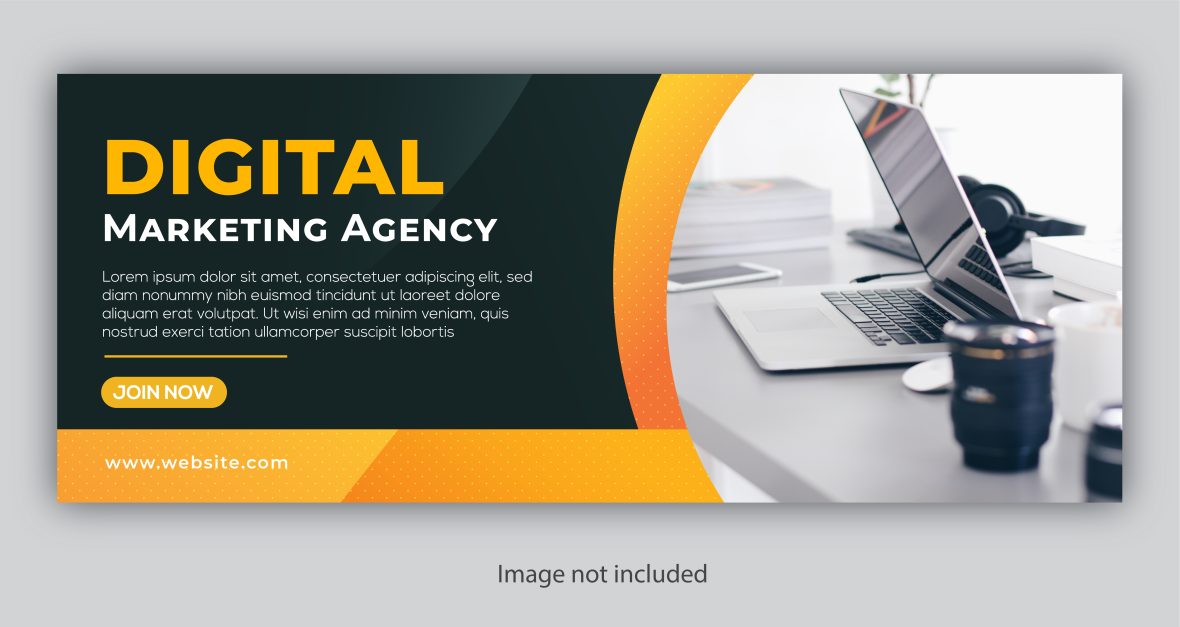 DIGITAL
Marketing Agency
Lorem ipsum dolor sit amet, consectetuer adipiscing elit, sed
diam nonummy nibh euismod tincidunt ut laoreet dolore
aliquam erat volutpat. Ut wisi enim ad minim veniam, quis
nostrud exerci tation ullamcorper suscipit lobortis
JOIN NOW
www.website.com
Image not included